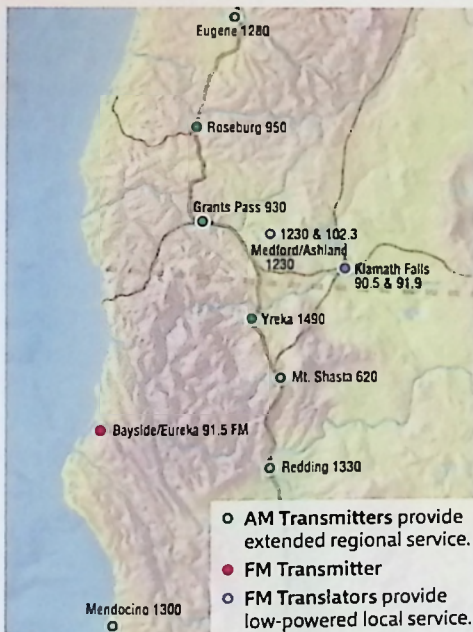 Eugene 1280
Roseburg 950
Grants Pass 930
1230 & 102.3
Medford/Ashland
1230
Klamath Falls
90.5 & 91.9
Yreka 1490
Mt. Shasta 620
Bayside/Eureka 91.5 FM
Redding 1330
AM Transmitters provide
extended regional service.
FM Transmitter
FM Translators provide
low-powered local service.
Mendocino 1300